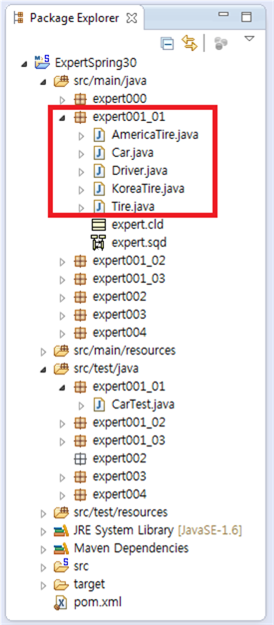 Package Explorer
ExpertSpring30
src/main/java
expert000
expert001_01
AmericaTire.java
Car.java
Driver.java
KoreaTire.java
Tire.java
expert.cld
expert.sqd
expert001_02
expert001_03
expert002
expert003
expert004
src/main/resources
src/test/java
expert001_01
CarTest.java
expert001_02
expert001_03
expert002
expert003
expert004
src/test/resources
JRE System Library [JavaSE-1.6]
Maven Dependencies
src
target
pom.xml